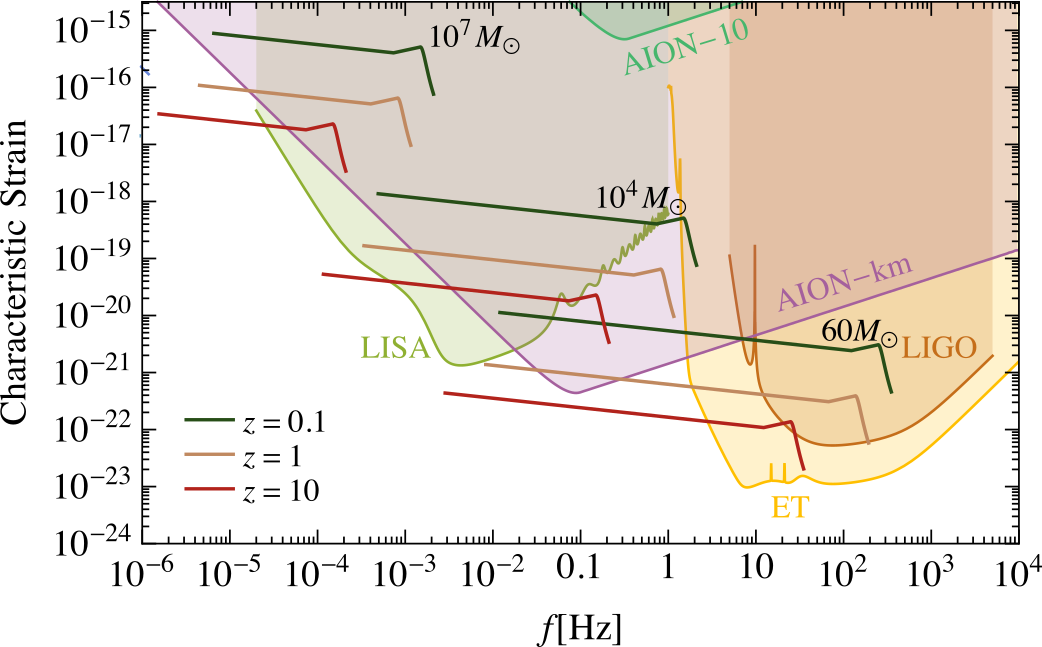 Characteristic Strain
10^-15
10^-16
10^-17
10^-18
10^-19
10^-20
10^-21
10^-22
10^-23
10^-24
10^7 M⊙
AION−10
10^4 M⊙
AION−km
60M⊙
LISA
LIGO
z = 0.1
z = 1
z = 10
ET
10^-6 10^-5 10^-4 10^-3 10^-2 0.1 1 10 10^2 10^3 10^4
f[Hz]